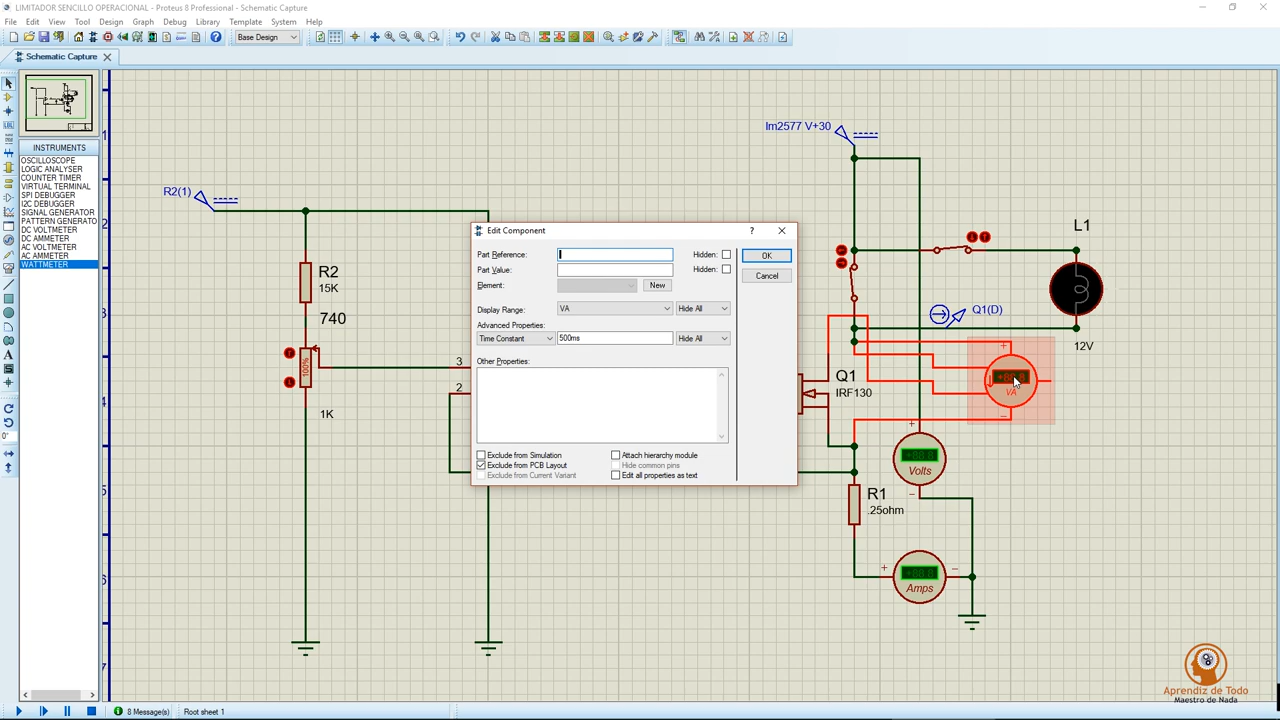 LIMITADOR SENCILLO OPERACIONAL - Proteus 8 Professional - Schematic Capture
File Edit View Tool Design Graph Debug Library Template System Help
Base Design
Schematic Capture
INSTRUMENTS
OSCILLOSCOPE
LOGIC ANALYSER
COUNTER TIMER
VIRTUAL TERMINAL
SPI DEBUGGER
I2C DEBUGGER
SIGNAL GENERATOR
PATTERN GENERATO
DC VOLTMETER
DC AMMETER
AC VOLTMETER
AC AMMETER
WATTMETER
R2(1)
R2
15K
740
100%
1K
3
2
lm2577 V+30
L1
12V
Q1(D)
Q1
IRF130
VA
Volts
R1
.25ohm
Amps
Edit Component
? 
Part Reference:
Hidden:
OK
Part Value:
Hidden:
Cancel
Element:
New
Display Range:
VA
Hide All
Advanced Properties:
Time Constant
500ms
Hide All
Other Properties:
Exclude from Simulation
Attach hierarchy module
Exclude from PCB Layout
Hide common pins
Exclude from Current Variant
Edit all properties as text
Aprendiz de Todo
Maestro de Nada
8 Message(s)
Root sheet 1